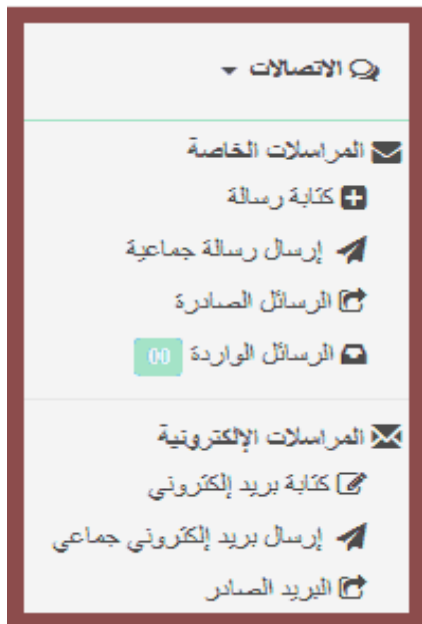 الاتصالات
المراسلات الخاصة
كتابة رسالة
إرسال رسالة جماعية
الرسائل الصادرة
الرسائل الواردة 00
المراسلات الإلكترونية
كتابة بريد إلكتروني
إرسال بريد إلكتروني جماعي
البريد الصادر